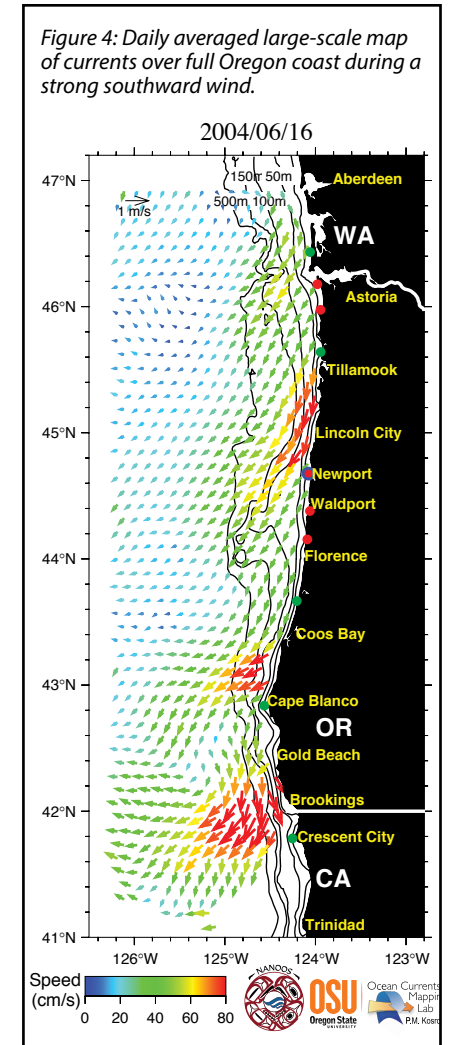 Figure 4: Daily averaged large-scale map
of currents over full Oregon coast during a
strong southward wind.
2004/06/16
47°N
150m 50m
Aberdeen
1 m/s
500m 100m
WA
46°N
Astoria
Tillamook
45°N
Lincoln City
Newport
Waldport
44°N
Florence
Coos Bay
43°N
Cape Blanco
OR
Gold Beach
Brookings
42°N
Crescent City
CA
Trinidad
41°N
126°W 125°W 124°W 123°W
Speed
(cm/s)
0 20 40 60 80
NANOOS
OSU
Oregon State
UNIVERSITY
Ocean Currents
Mappin
Lab
P.M. Kosro